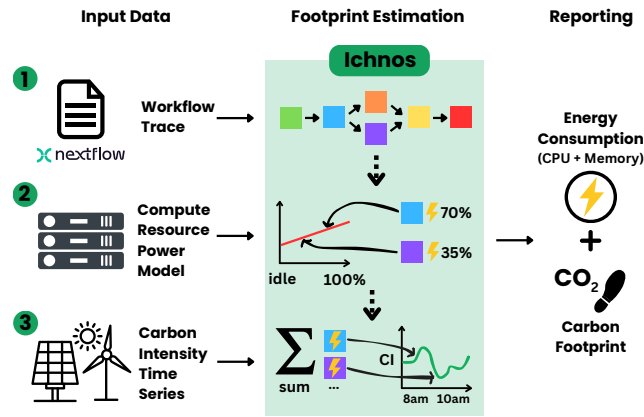 Input Data
Footprint Estimation
Reporting
Ichnos
1
Workflow
Trace
nextflow
2
Compute
Resource
Power
Model
70%
35%
idle
100%
3
Carbon
Intensity
Time
Series
Σ
sum
...
CI
8am
10am
Energy
Consumption
(CPU + Memory)
+
CO₂
Carbon
Footprint